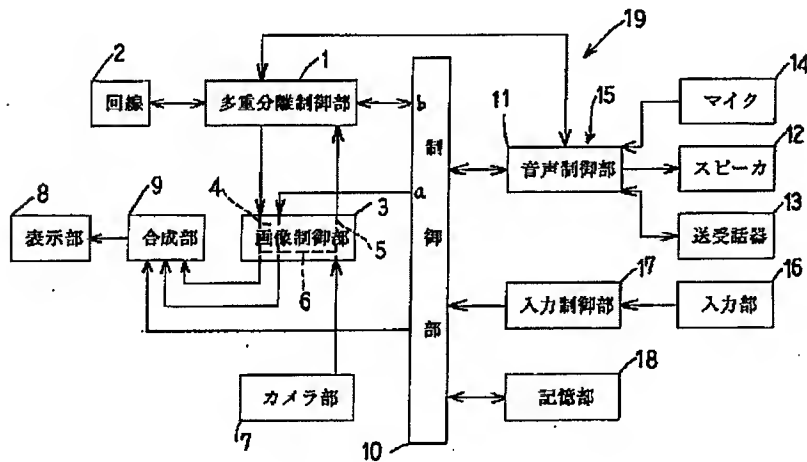 19
2
1
14
回線
多重分離制御部
b
11
15
マイク
12
制御部
音声制御部
スピーカ
8
9
4
3
a
13
表示部
合成部
画像制御部
5
送受話器
6
17
16
入力制御部
入力部
18
カメラ部
記憶部
7
10